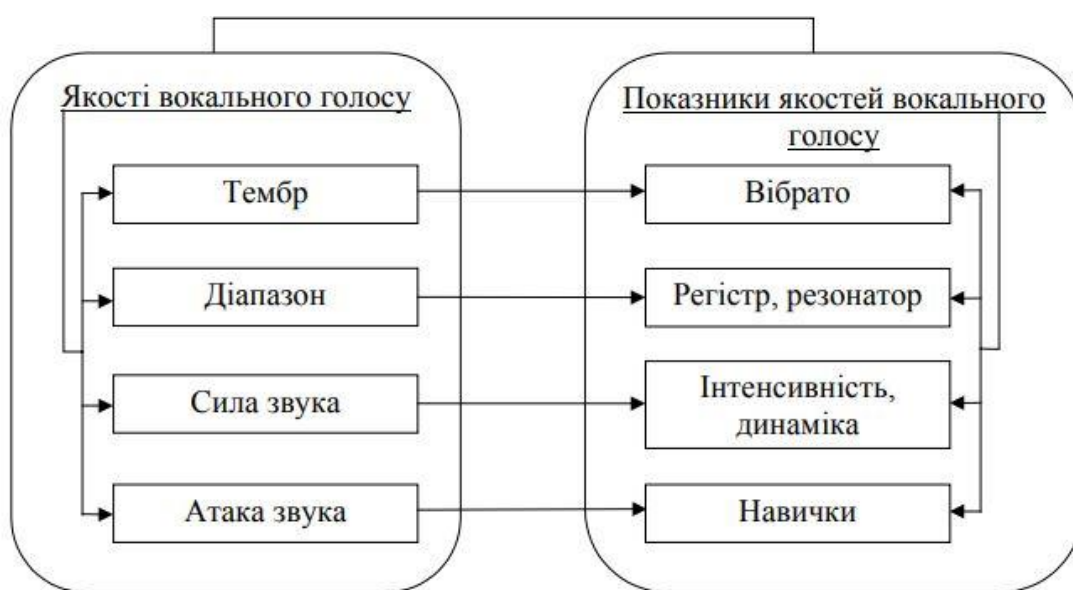 Якості вокального голосу
Тембр
Діапазон
Сила звука
Атака звука
Показники якостей вокального
голосу
Вібрато
Регістр, резонатор
Інтенсивність,
динаміка
Навички